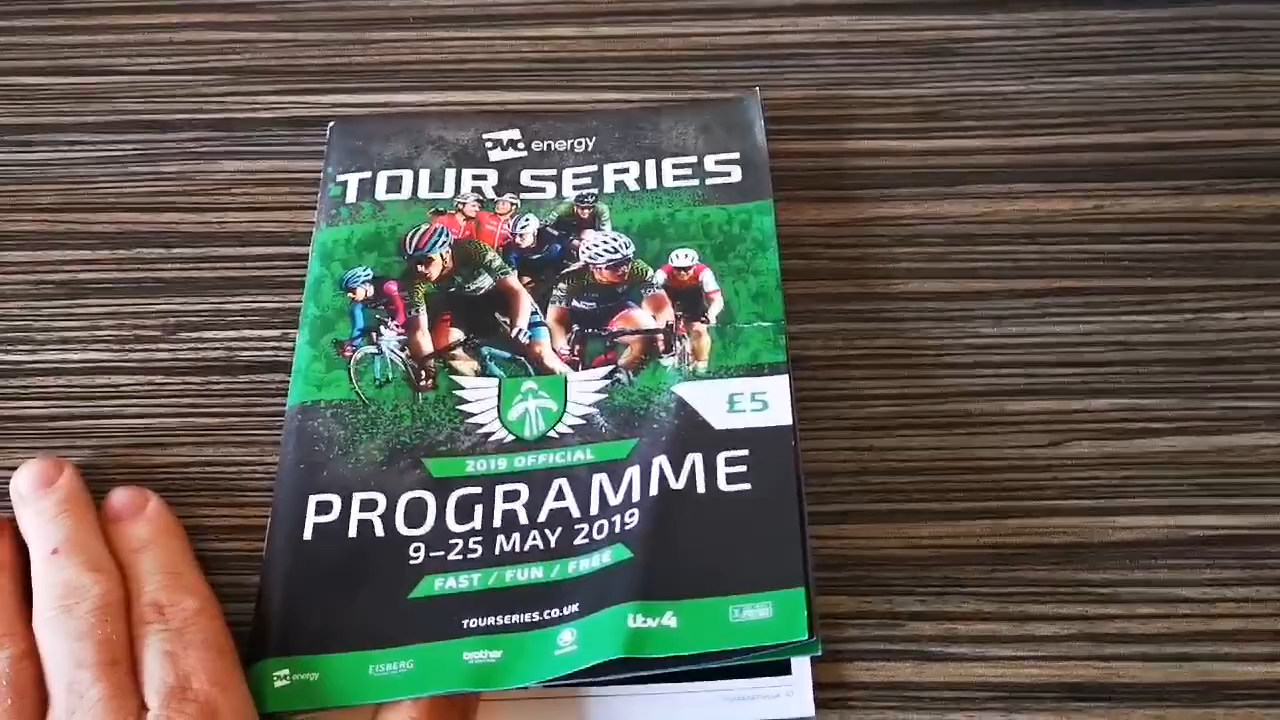 ovo energy
TOUR SERIES
£5
2019 OFFICIAL
PROGRAMME
9–25 MAY 2019
FAST / FUN / FREE
TOURSERIES.CO.UK
ovo energy
EISBERG
brother
itv4